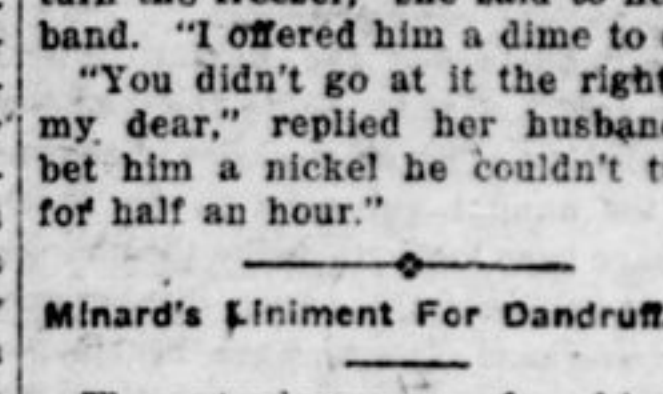 band. "I offered him a dime to
"You didn't go at it the right
my dear," replied her husban
bet him a nickel he couldn't t
for half an hour."
Minard's Liniment For Dandruff